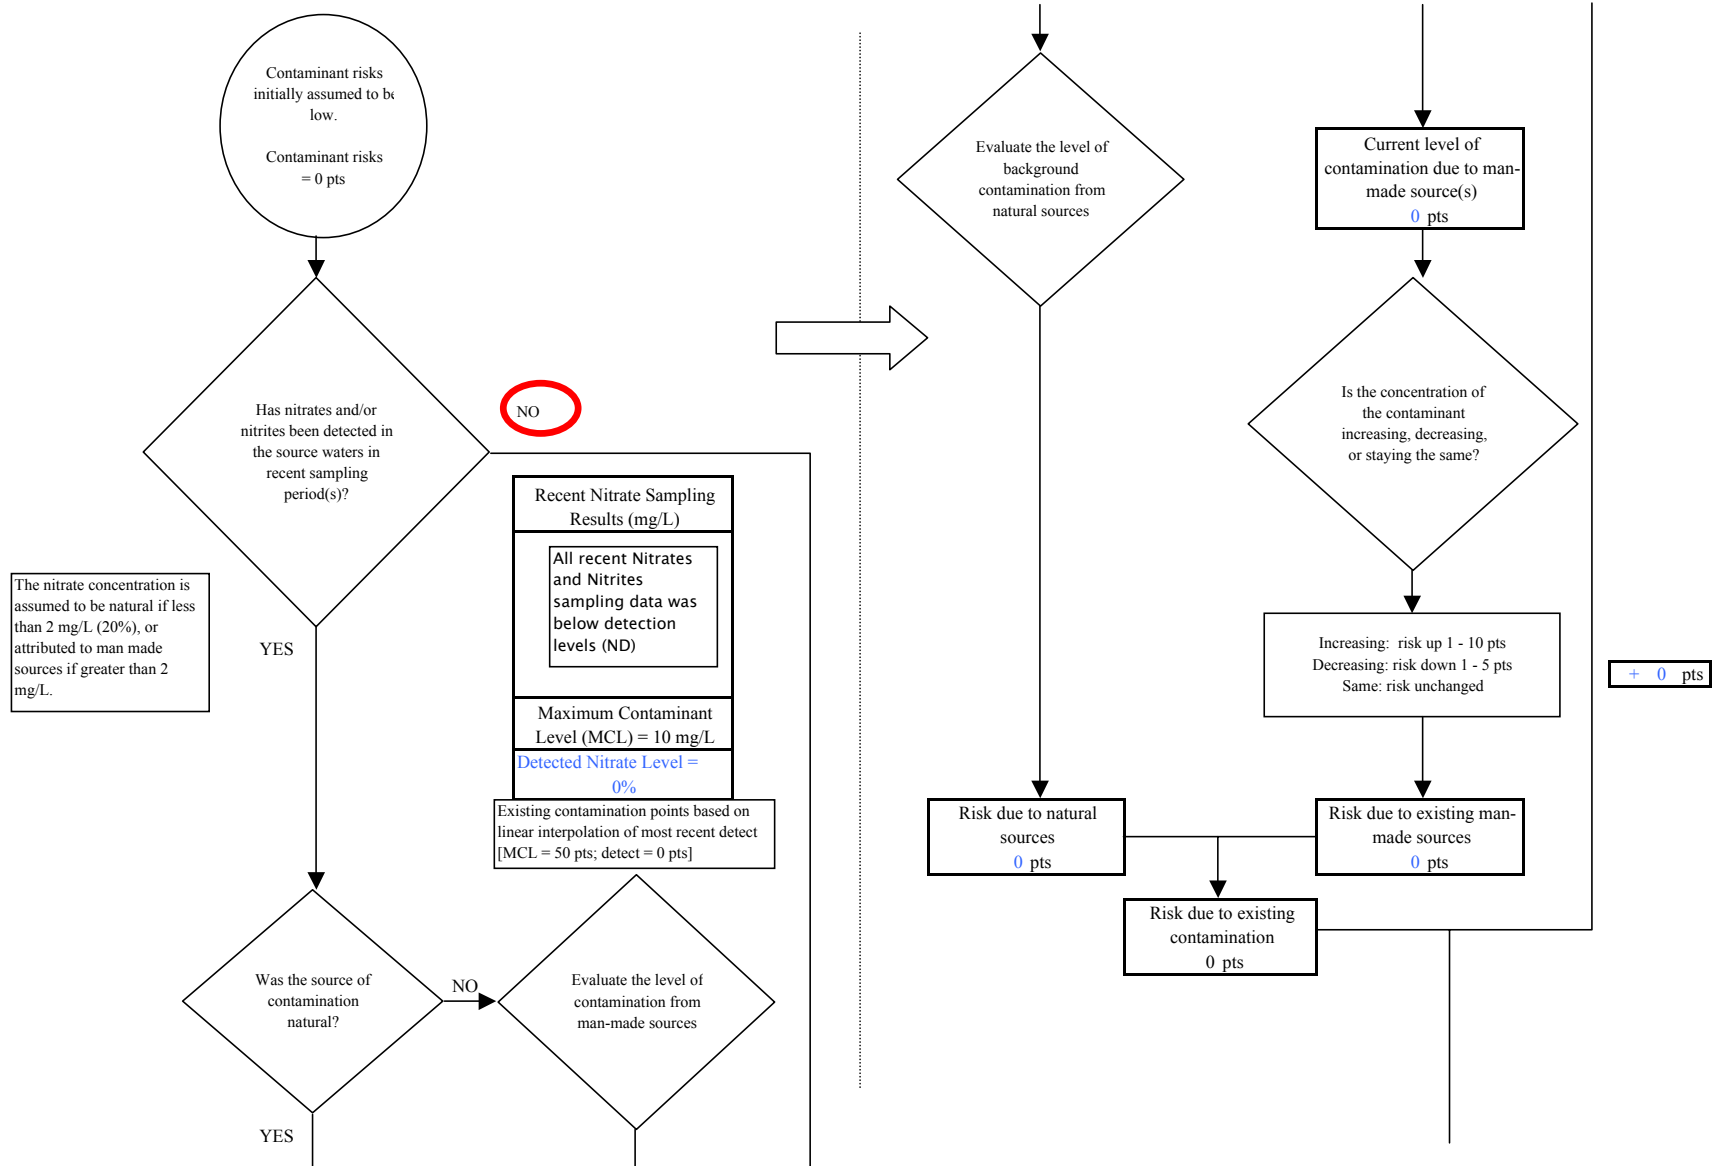 Contaminant risks
initially assumed to be
low.
Contaminant risks
= 0 pts
Has nitrates and/or
nitrites been detected in
the source waters in
recent sampling
period(s)?
NO
Recent Nitrate Sampling
Results (mg/L)
All recent Nitrates
and Nitrites
sampling data was
below detection
levels (ND)
Maximum Contaminant
Level (MCL) = 10 mg/L
Detected Nitrate Level =
0%
Existing contamination points based on
linear interpolation of most recent detect
[MCL = 50 pts; detect = 0 pts]
The nitrate concentration is
assumed to be natural if less
than 2 mg/L (20%), or
attributed to man made
sources if greater than 2
mg/L.
YES
Was the source of
contamination
natural?
NO
Evaluate the level of
contamination from
man-made sources
YES
Evaluate the level of
background
contamination from
natural sources
Current level of
contamination due to man-
made source(s)
0 pts
Is the concentration of
the contaminant
increasing, decreasing,
or staying the same?
Increasing: risk up 1 - 10 pts
Decreasing: risk down 1 - 5 pts
Same: risk unchanged
+ 0 pts
Risk due to natural
sources
0 pts
Risk due to existing man-
made sources
0 pts
Risk due to existing
contamination
0 pts